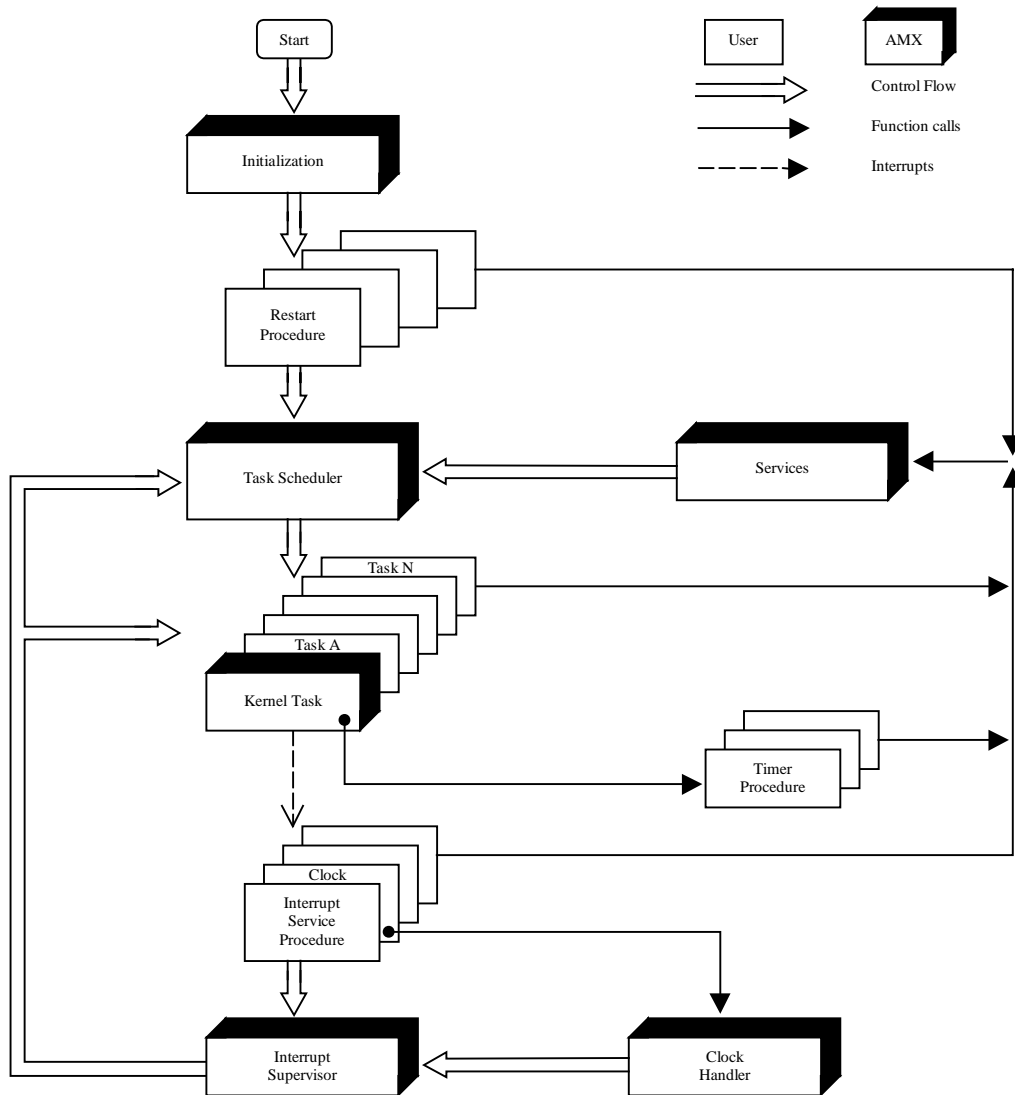 Start
User
AMX
Control Flow
Function calls
Interrupts
Initialization
Restart
Procedure
Task Scheduler
Services
Task N
Task A
Kernel Task
Timer
Procedure
Clock
Interrupt
Service
Procedure
Interrupt
Supervisor
Clock
Handler